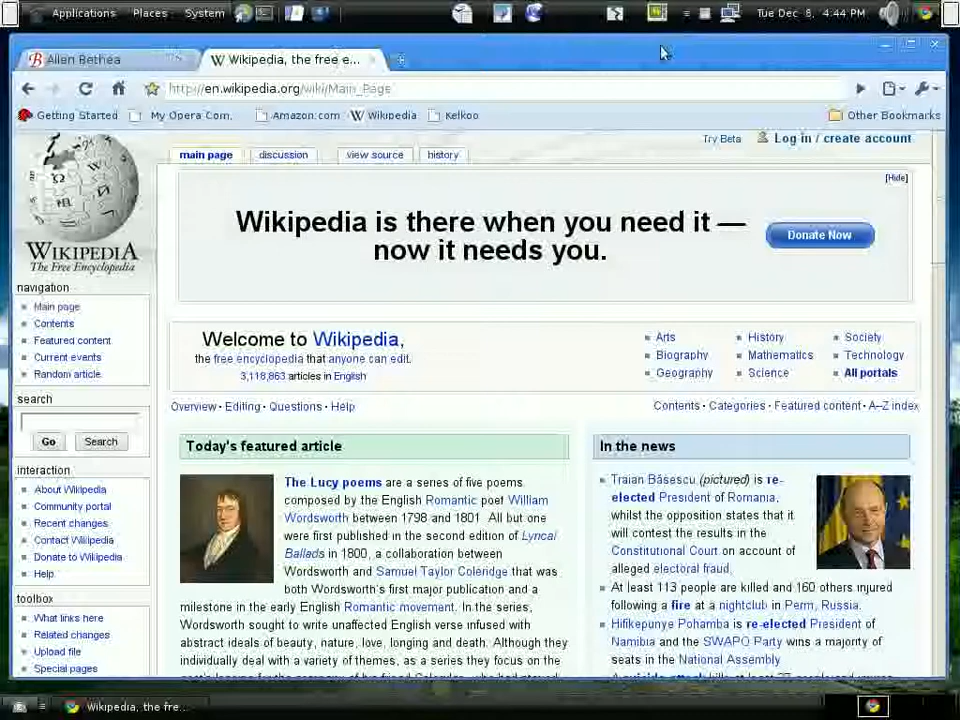 Applications Places System Tue Dec 8, 4:44 PM
Allen Bethea Wikipedia, the free e...
http://en.wikipedia.org/wiki/Main_Page
Getting Started My Opera Com. Amazon.com Wikipedia Kelkoo Other Bookmarks
Try Beta Log in / create account
main page discussion view source history
[Hide]
Wikipedia is there when you need it —
now it needs you.
Donate Now
WIKIPEDIA
The Free Encyclopedia
navigation
Main page
Contents
Featured content
Current events
Random article
search
Go Search
interaction
About Wikipedia
Community portal
Recent changes
Contact Wikipedia
Donate to Wikipedia
Help
toolbox
What links here
Related changes
Upload file
Special pages
Welcome to Wikipedia,
the free encyclopedia that anyone can edit.
3,118,863 articles in English
Arts History Society
Biography Mathematics Technology
Geography Science All portals
Overview · Editing · Questions · Help
Contents · Categories · Featured content · A–Z index
Today's featured article
The Lucy poems are a series of five poems
composed by the English Romantic poet William
Wordsworth between 1798 and 1801. All but one
were first published in the second edition of Lyrical
Ballads in 1800, a collaboration between
Wordsworth and Samuel Taylor Coleridge that was
both Wordsworth's first major publication and a
milestone in the early English Romantic movement. In the series,
Wordsworth sought to write unaffected English verse infused with
abstract ideals of beauty, nature, love, longing and death. Although they
individually deal with a variety of themes, as a series they focus on the
In the news
Traian Băsescu (pictured) is re-
elected President of Romania,
whilst the opposition states that it
will contest the results in the
Constitutional Court on account of
alleged electoral fraud.
At least 113 people are killed and 160 others injured
following a fire at a nightclub in Perm, Russia.
Hifikepunye Pohamba is re-elected President of
Namibia and the SWAPO Party wins a majority of
seats in the National Assembly
Wikipedia, the fre...